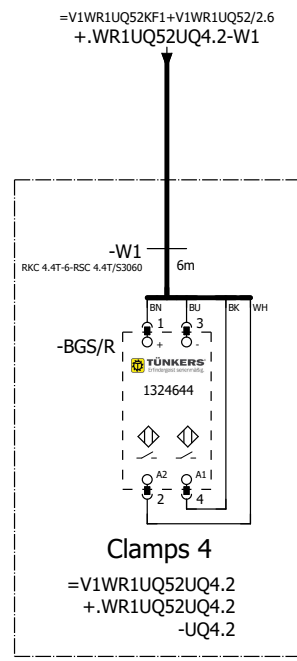 =V1WR1UQ52KF1+V1WR1UQ52/2.6
+.WR1UQ52UQ4.2-W1
-W1
RKC 4.4T-6-RSC 4.4T/S3060
6m
BN BU BK WH
1 3
-BGS/R
+ -
TÜNKERS
Erfindergeist serienmäßig.
1324644
A2 A1
2 4
Clamps 4
=V1WR1UQ52UQ4.2
+.WR1UQ52UQ4.2
-UQ4.2